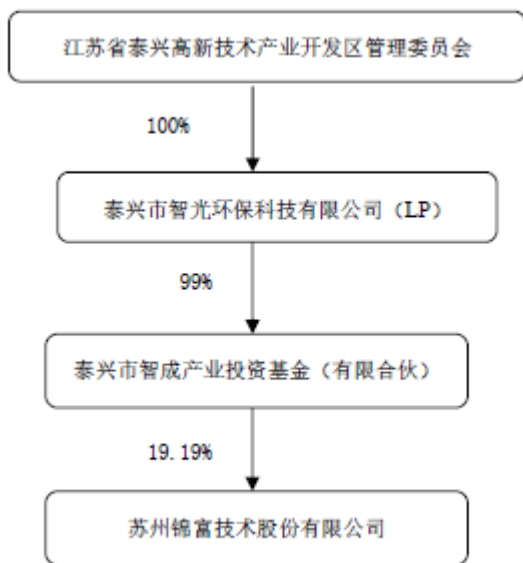 江苏省泰兴高新技术产业开发区管理委员会
100%
泰兴市智光环保科技有限公司（LP）
99%
泰兴市智成产业投资基金（有限合伙）
19.19%
苏州锦富技术股份有限公司